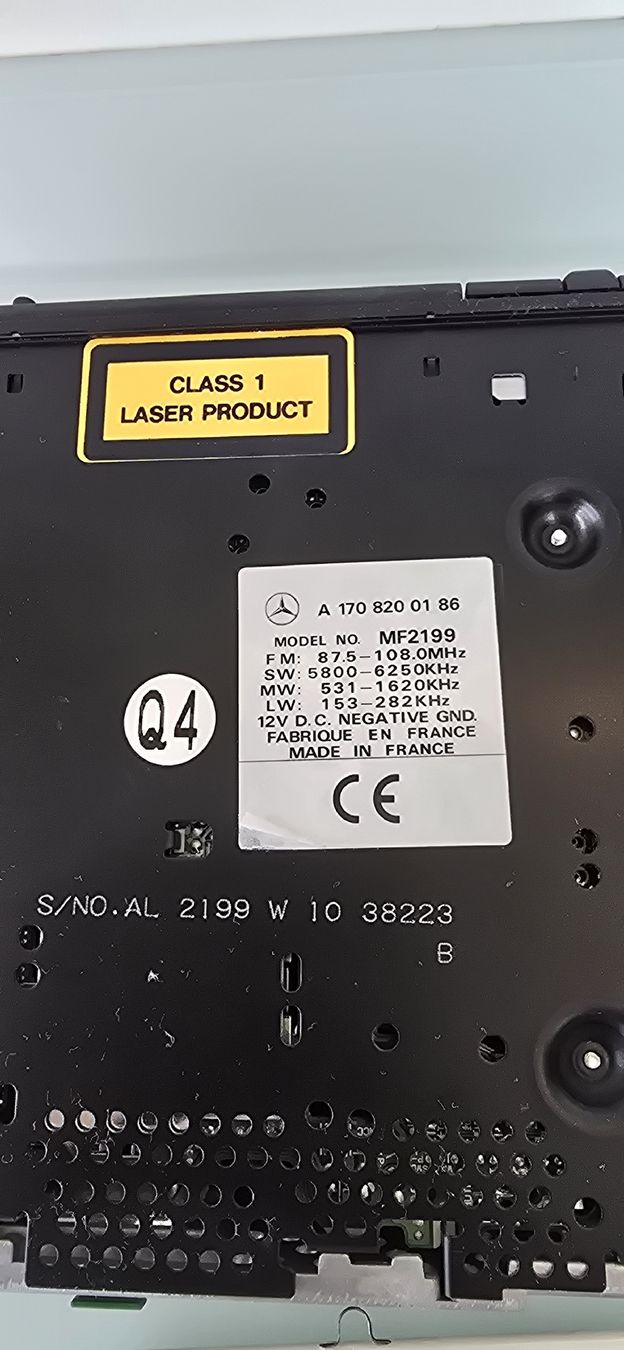 CLASS 1
LASER PRODUCT
A 170 820 01 86
MODEL NO. MF2199
FM: 87.5-108.0MHz
SW: 5800-6250KHz
MW: 531-1620KHz
LW: 153-282KHz
12V D.C. NEGATIVE GND.
FABRIQUE EN FRANCE
MADE IN FRANCE
Q4
CE
S/NO.AL 2199 W 10 38223
B